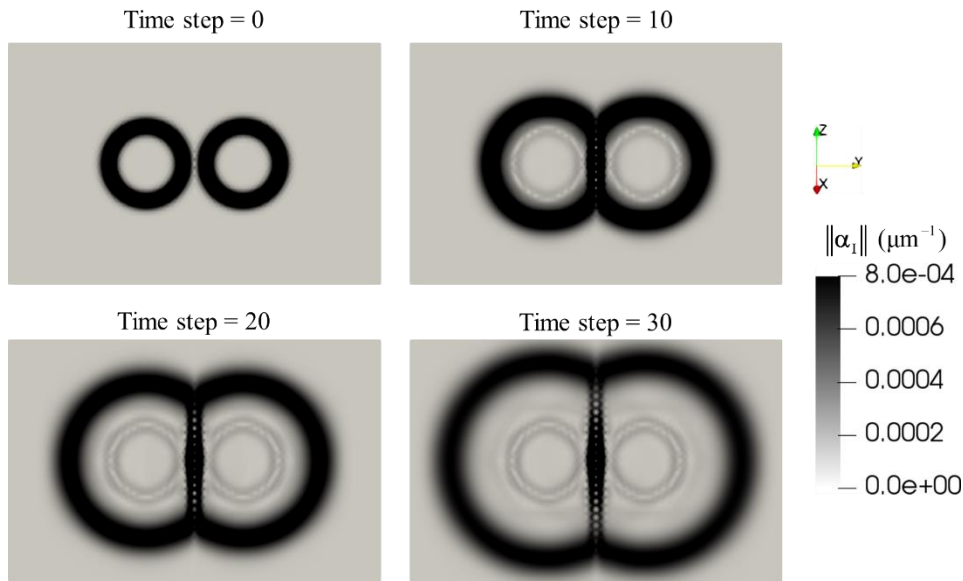 Time step = 0
Time step = 10
Z
Y
X
‖α_I‖ (μm⁻¹)
8.0e-04
0.0006
0.0004
0.0002
0.0e+00
Time step = 20
Time step = 30